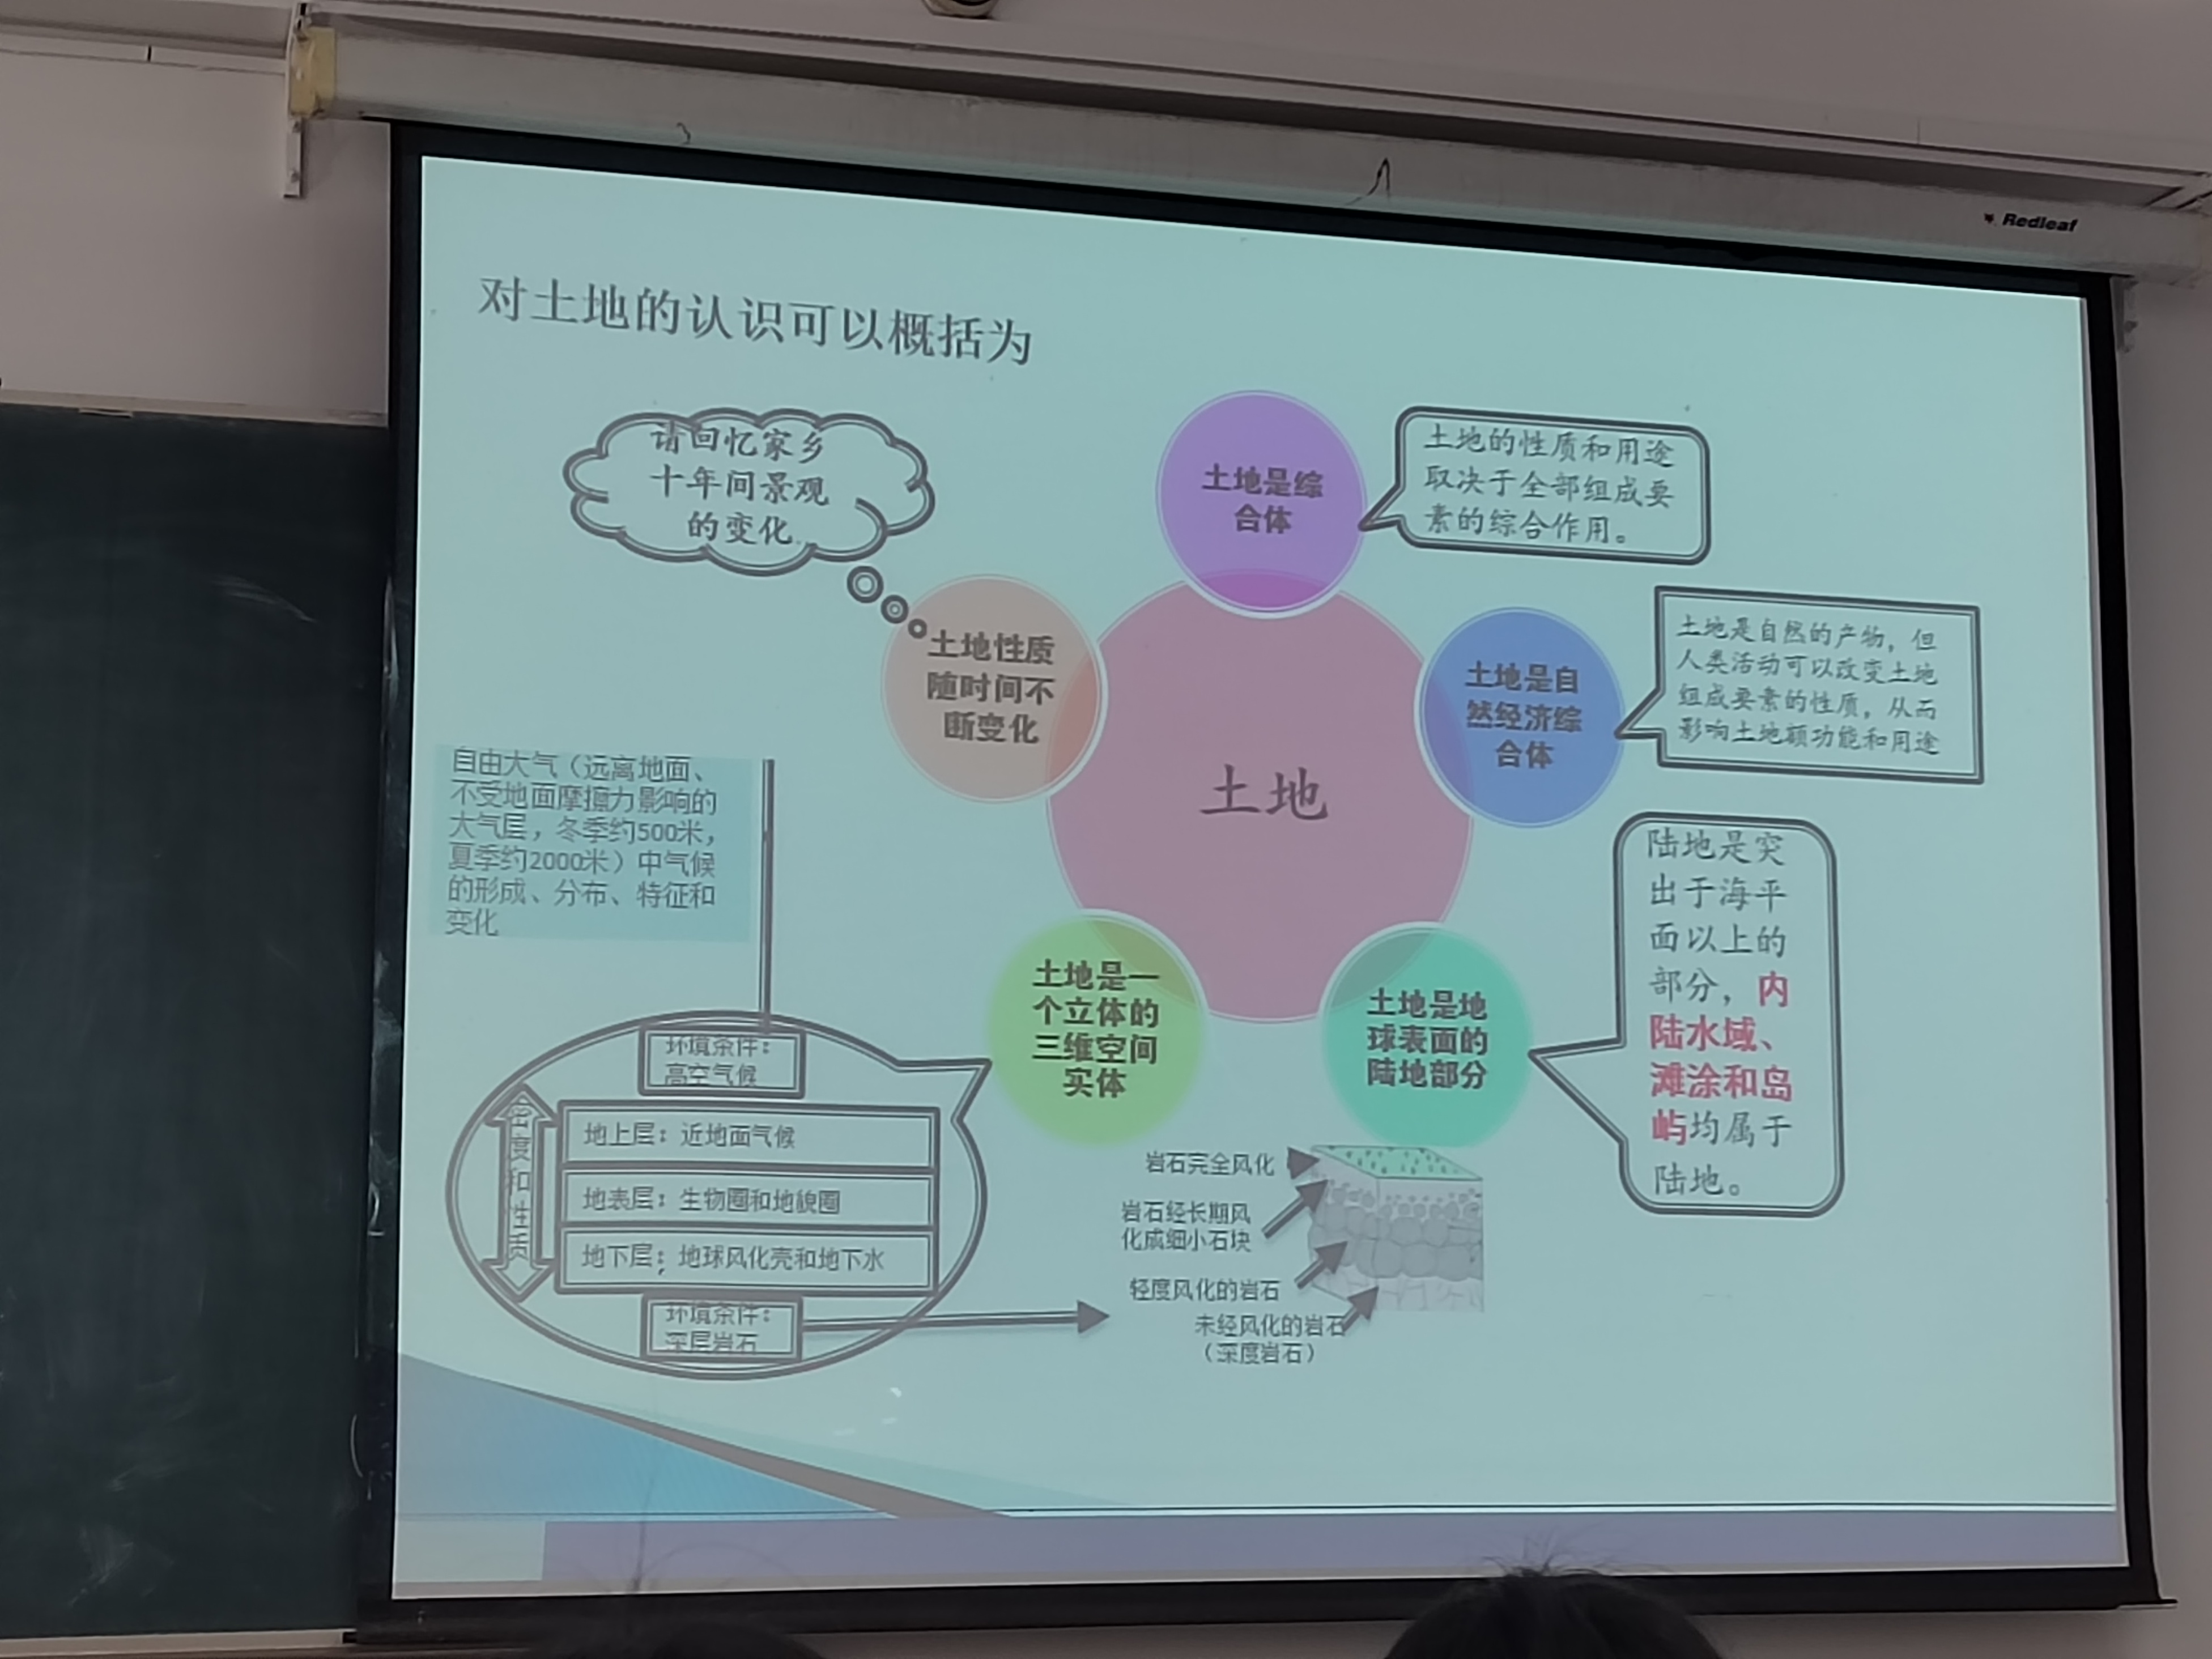 Redleaf
对土地的认识可以概括为
请回忆家乡
十年间景观
的变化
土地是综
合体
土地的性质和用途
取决于全部组成要
素的综合作用。
土地性质
随时间不
断变化
土地是自
然经济综
合体
土地是自然的产物，但
人类活动可以改变土地
组成要素的性质，从而
影响土地额功能和用途
土地
自由大气（远离地面、
不受地面摩擦力影响的
大气层，冬季约500米，
夏季约2000米）中气候
的形成、分布、特征和
变化
土地是一
个立体的
三维空间
实体
土地是地
球表面的
陆地部分
陆地是突
出于海平
面以上的
部分，内
陆水域、
滩涂和岛
屿均属于
陆地。
环境条件：
高空气候
密度和性质
地上层：近地面气候
地表层：生物圈和地貌圈
地下层：地球风化壳和地下水
环境条件：
深层岩石
岩石完全风化
岩石经长期风
化成细小石块
轻度风化的岩石
未经风化的岩石
（深度岩石）